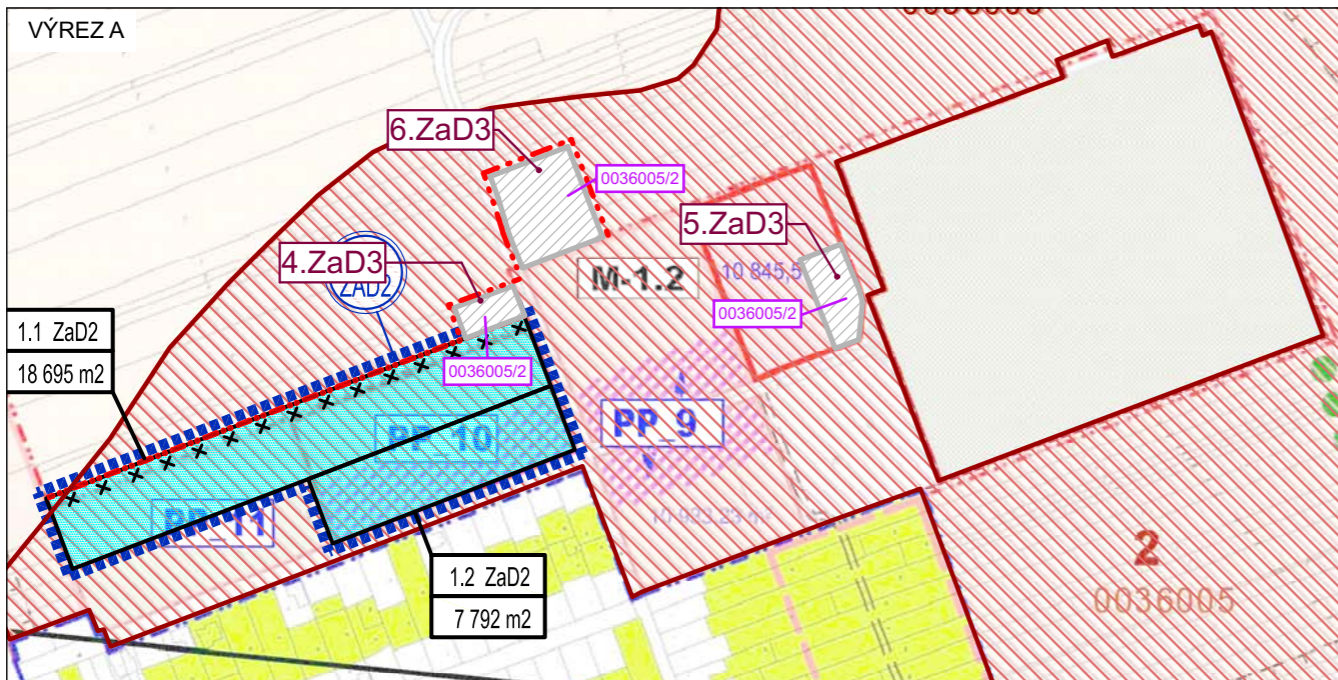 VÝREZ A
6.ZaD3
0036005/2
5.ZaD3
4.ZaD3
M-1.2
10 845,5
ZAD2
0036005/2
1.1 ZaD2
18 695 m2
0036005/2
PP_9
PP_10
PP_11
2
1.2 ZaD2
7 792 m2
0036005